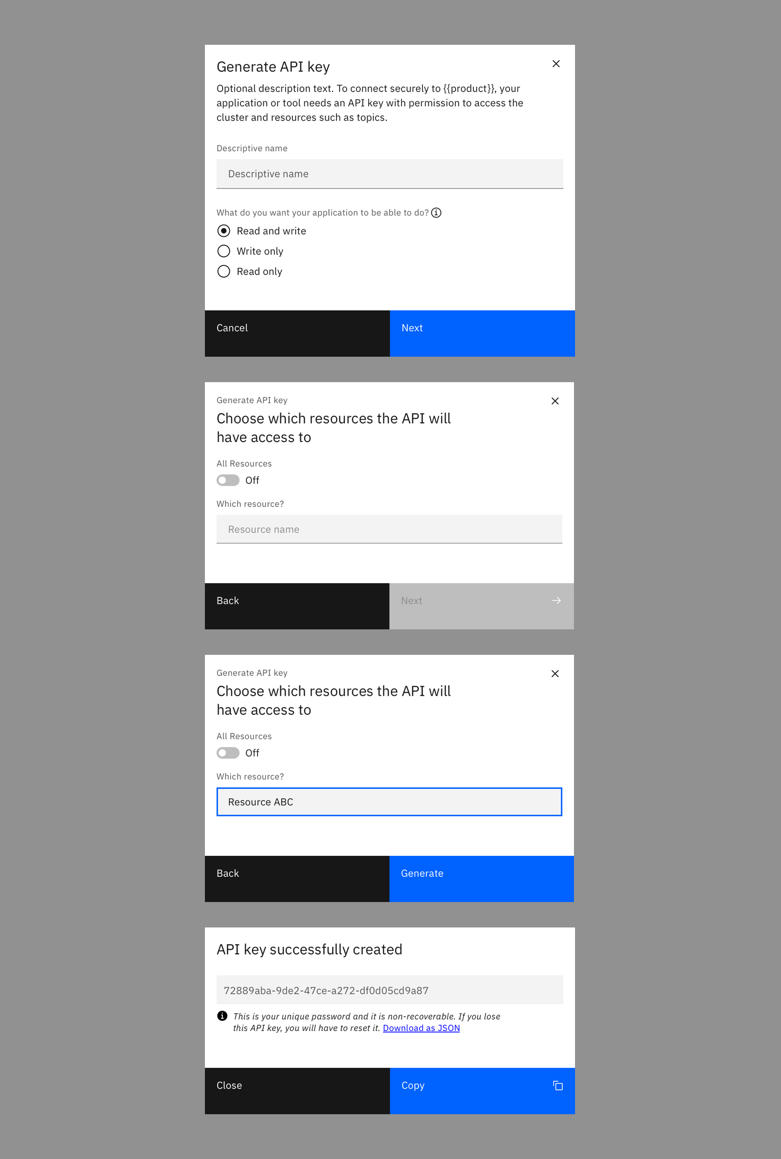 Generate API key
Optional description text. To connect securely to {{product}}, your
application or tool needs an API key with permission to access the
cluster and resources such as topics.
Descriptive name
Descriptive name
What do you want your application to be able to do?
Read and write
Write only
Read only
Cancel
Next
Generate API key
Choose which resources the API will
have access to
All Resources
Off
Which resource?
Resource name
Back
Next
Generate API key
Choose which resources the API will
have access to
All Resources
Off
Which resource?
Resource ABC
Back
Generate
API key successfully created
72889aba-9de2-47ce-a272-df0d05cd9a87
This is your unique password and it is non-recoverable. If you lose
this API key, you will have to reset it. Download as JSON
Close
Copy